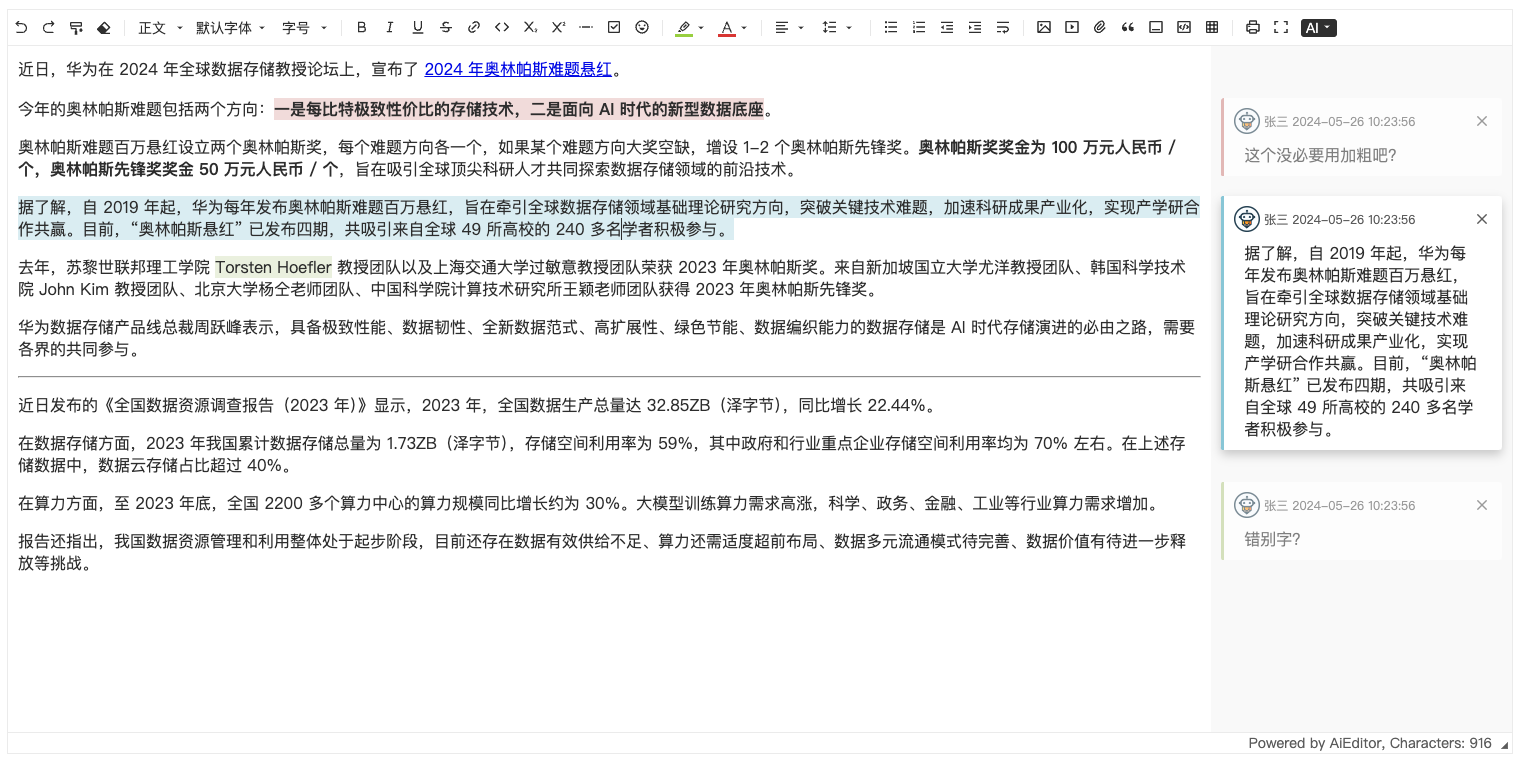 正文 默认字体 字号 B I U S X₂ X² A AI
近日，华为在 2024 年全球数据存储教授论坛上，宣布了 2024 年奥林帕斯难题悬红。
今年的奥林帕斯难题包括两个方向：一是每比特极致性价比的存储技术，二是面向 AI 时代的新型数据底座。
奥林帕斯难题百万悬红设立两个奥林帕斯奖，每个难题方向各一个，如果某个难题方向大奖空缺，增设 1-2 个奥林帕斯先锋奖。奥林帕斯奖奖金为 100 万元人民币 /
个，奥林帕斯先锋奖奖金 50 万元人民币 / 个，旨在吸引全球顶尖科研人才共同探索数据存储领域的前沿技术。
据了解，自 2019 年起，华为每年发布奥林帕斯难题百万悬红，旨在牵引全球数据存储领域基础理论研究方向，突破关键技术难题，加速科研成果产业化，实现产学研合
作共赢。目前，“奥林帕斯悬红” 已发布四期，共吸引来自全球 49 所高校的 240 多名学者积极参与。
去年，苏黎世联邦理工学院 Torsten Hoefler 教授团队以及上海交通大学过敏意教授团队荣获 2023 年奥林帕斯奖。来自新加坡国立大学尤洋教授团队、韩国科学技术
院 John Kim 教授团队、北京大学杨仝老师团队、中国科学院计算技术研究所王颖老师团队获得 2023 年奥林帕斯先锋奖。
华为数据存储产品线总裁周跃峰表示，具备极致性能、数据韧性、全新数据范式、高扩展性、绿色节能、数据编织能力的数据存储是 AI 时代存储演进的必由之路，需要
各界的共同参与。
近日发布的《全国数据资源调查报告（2023 年）》显示，2023 年，全国数据生产总量达 32.85ZB（泽字节），同比增长 22.44%。
在数据存储方面，2023 年我国累计数据存储总量为 1.73ZB（泽字节），存储空间利用率为 59%，其中政府和行业重点企业存储空间利用率均为 70% 左右。在上述存
储数据中，数据云存储占比超过 40%。
在算力方面，至 2023 年底，全国 2200 多个算力中心的算力规模同比增长约为 30%。大模型训练算力需求高涨，科学、政务、金融、工业等行业算力需求增加。
报告还指出，我国数据资源管理和利用整体处于起步阶段，目前还存在数据有效供给不足、算力还需适度超前布局、数据多元流通模式待完善、数据价值有待进一步释
放等挑战。
张三 2024-05-26 10:23:56
这个没必要用加粗吧?
张三 2024-05-26 10:23:56
据了解，自 2019 年起，华为每
年发布奥林帕斯难题百万悬红，
旨在牵引全球数据存储领域基础
理论研究方向，突破关键技术难
题，加速科研成果产业化，实现
产学研合作共赢。目前，“奥林帕
斯悬红” 已发布四期，共吸引来
自全球 49 所高校的 240 多名学
者积极参与。
张三 2024-05-26 10:23:56
错别字?
Powered by AiEditor, Characters: 916